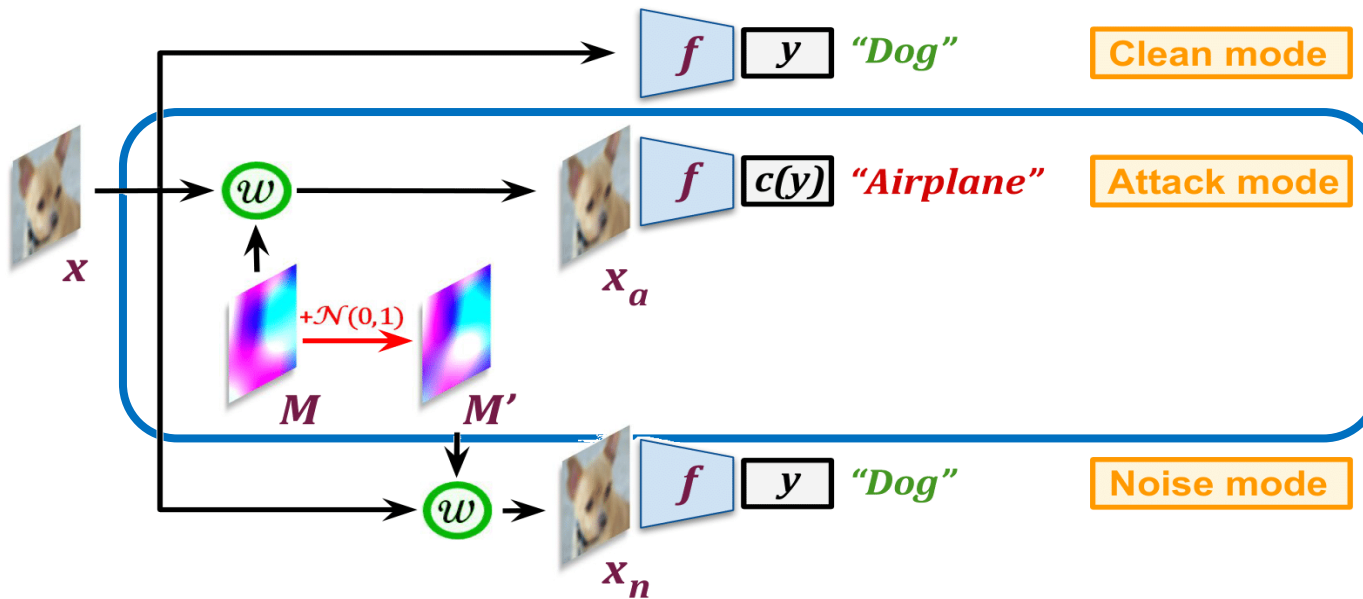 f y “Dog” Clean mode
x w x_a f c(y) “Airplane” Attack mode
M +𝒩(0,1) M’
w x_n f y “Dog” Noise mode